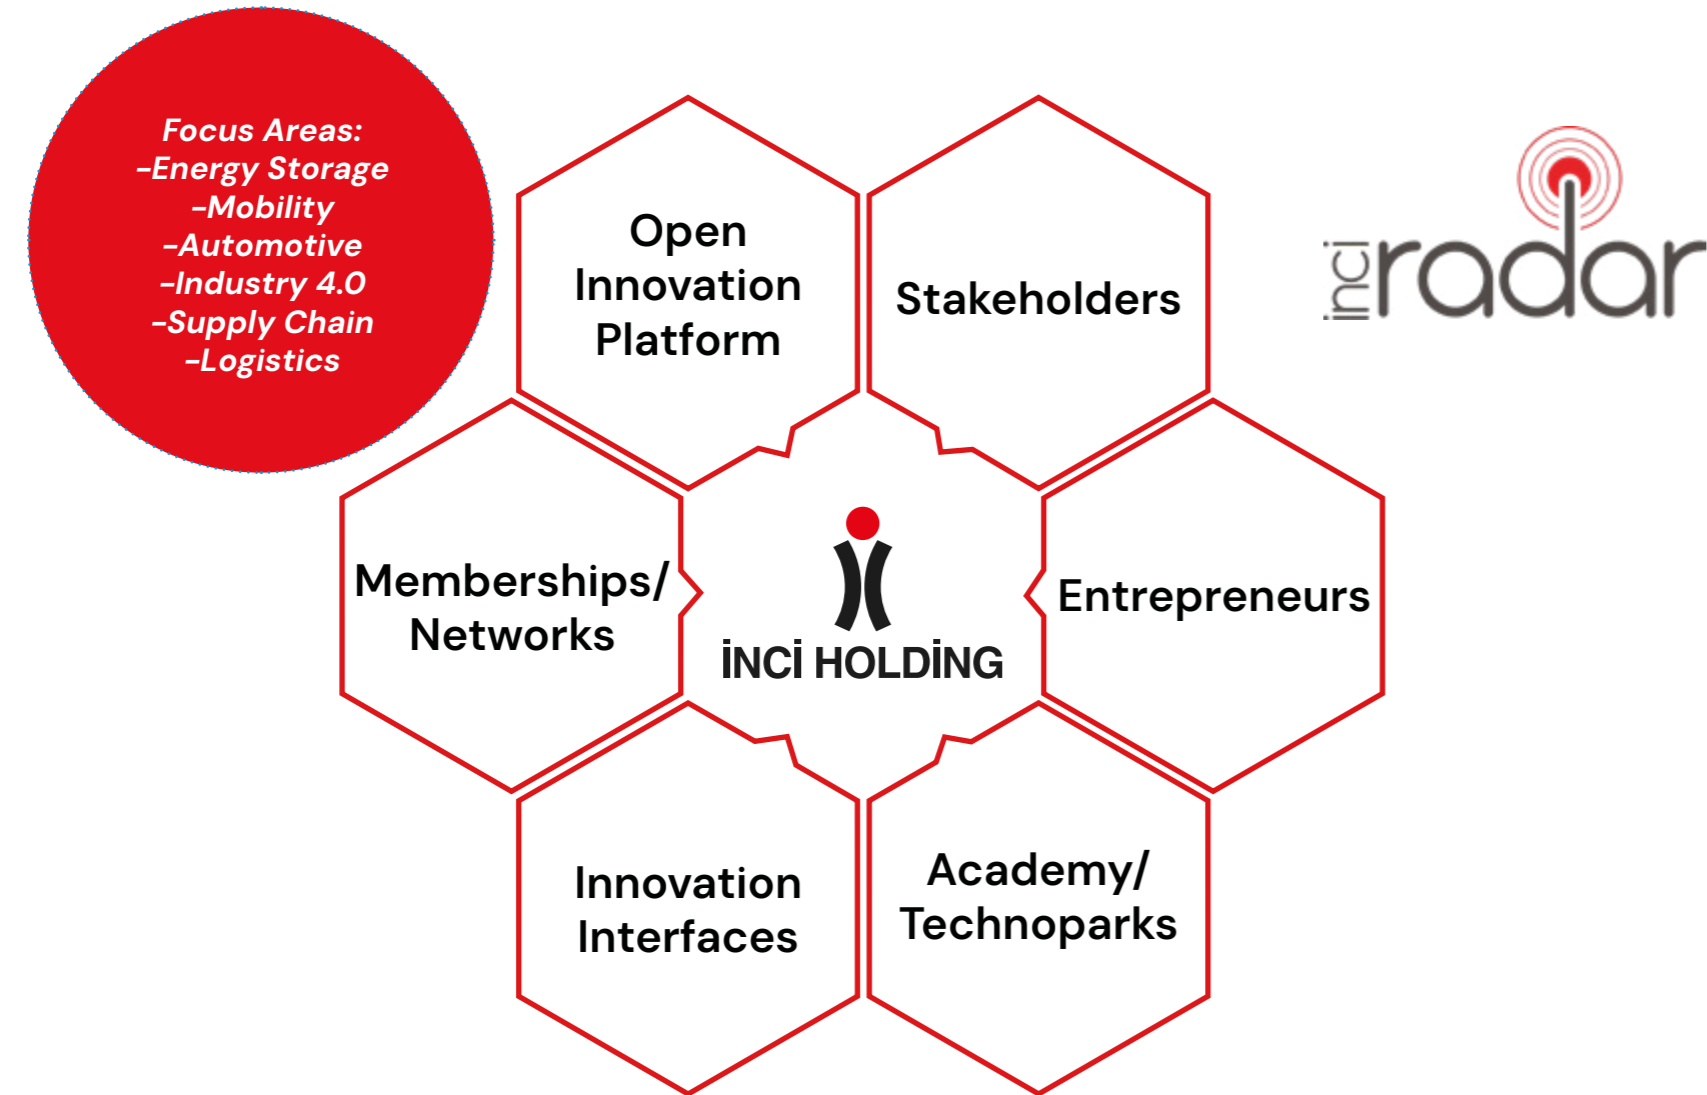 Focus Areas:
-Energy Storage
-Mobility
-Automotive
-Industry 4.0
-Supply Chain
-Logistics
Open
Innovation
Platform
Stakeholders
inci
radar
Memberships/
Networks
İNCİ HOLDİNG
Entrepreneurs
Innovation
Interfaces
Academy/
Technoparks